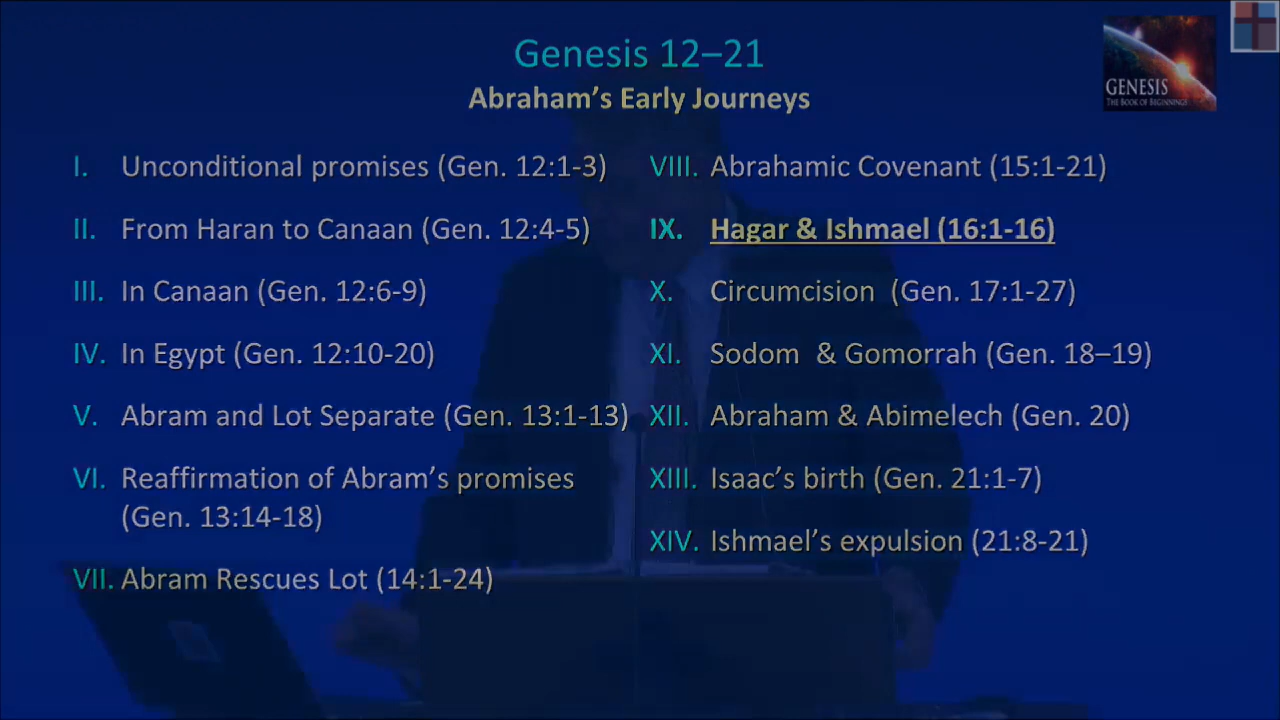 Genesis 12–21
Abraham’s Early Journeys
GENESIS
THE BOOK OF BEGINNINGS
I. Unconditional promises (Gen. 12:1-3)
II. From Haran to Canaan (Gen. 12:4-5)
III. In Canaan (Gen. 12:6-9)
IV. In Egypt (Gen. 12:10-20)
V. Abram and Lot Separate (Gen. 13:1-13)
VI. Reaffirmation of Abram’s promises
(Gen. 13:14-18)
VII. Abram Rescues Lot (14:1-24)
VIII. Abrahamic Covenant (15:1-21)
IX. Hagar & Ishmael (16:1-16)
X. Circumcision (Gen. 17:1-27)
XI. Sodom & Gomorrah (Gen. 18–19)
XII. Abraham & Abimelech (Gen. 20)
XIII. Isaac’s birth (Gen. 21:1-7)
XIV. Ishmael’s expulsion (21:8-21)